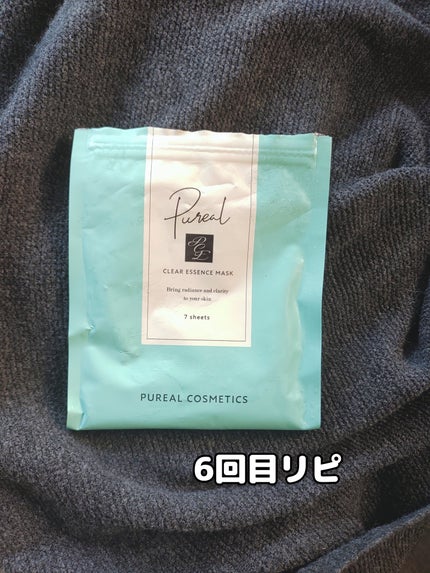 Pureal
CLEAR ESSENCE MASK
Bring radiance and clarity
to your skin.
7 sheets
PUREAL COSMETICS
6回目リピ